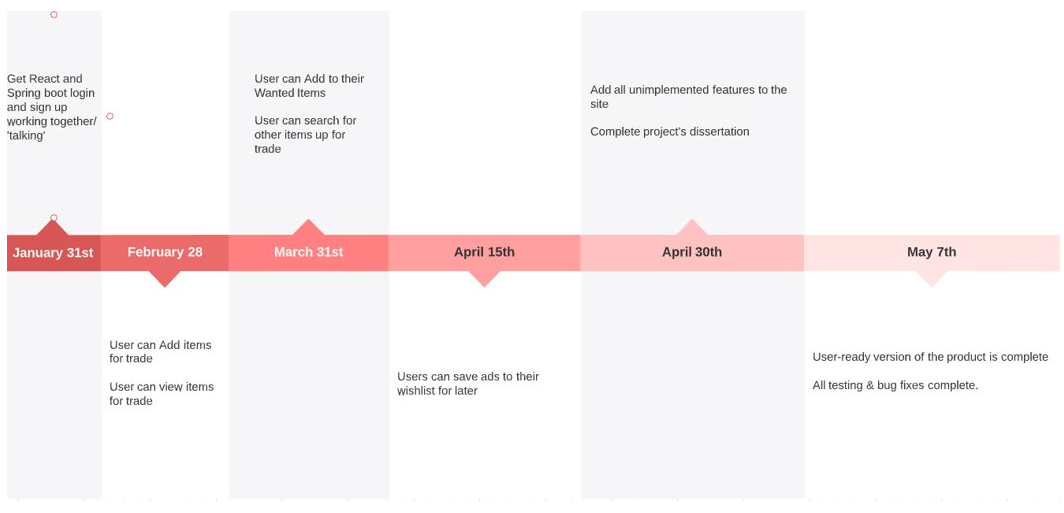 Get React and
Spring boot login
and sign up
working together/
'talking'
User can Add to their
Wanted Items
User can search for
other items up for
trade
Add all unimplemented features to the
site
Complete project's dissertation
January 31st
February 28
March 31st
April 15th
April 30th
May 7th
User can Add items
for trade
User can view items
for trade
Users can save ads to their
wishlist for later
User-ready version of the product is complete
All testing & bug fixes complete.